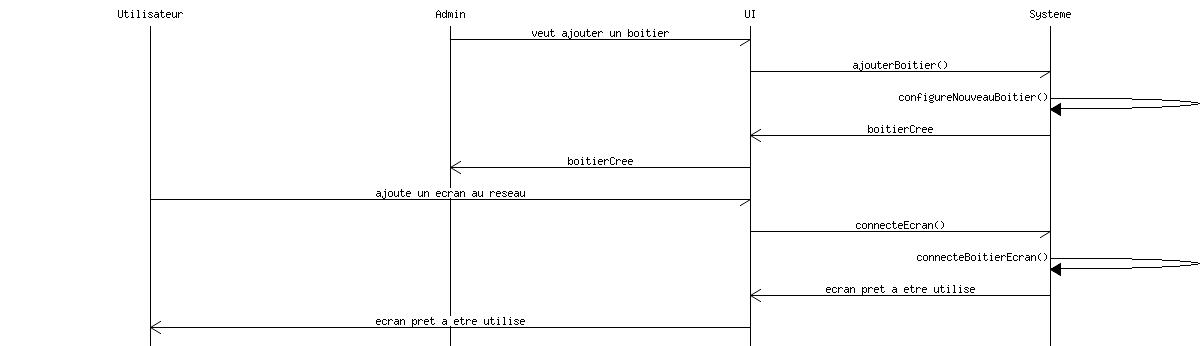 Utilisateur Admin UI Systeme
veut ajouter un boitier
ajouterBoitier()
configureNouveauBoitier()
boitierCree
boitierCree
ajoute un ecran au reseau
connecteEcran()
connecteBoitierEcran()
ecran pret a etre utilise
ecran pret a etre utilise